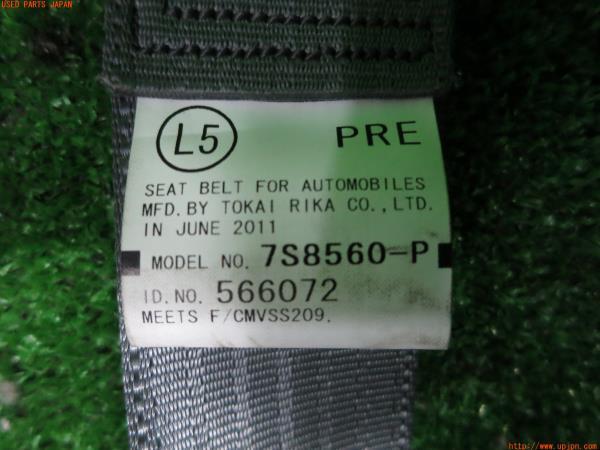 USED PARTS JAPAN
L5 PRE
SEAT BELT FOR AUTOMOBILES
MFD. BY TOKAI RIKA CO., LTD.
IN JUNE 2011
MODEL NO. 7S8560-P
ID. NO. 566072
MEETS F/CMVSS209.
http://www.upjpn.com/